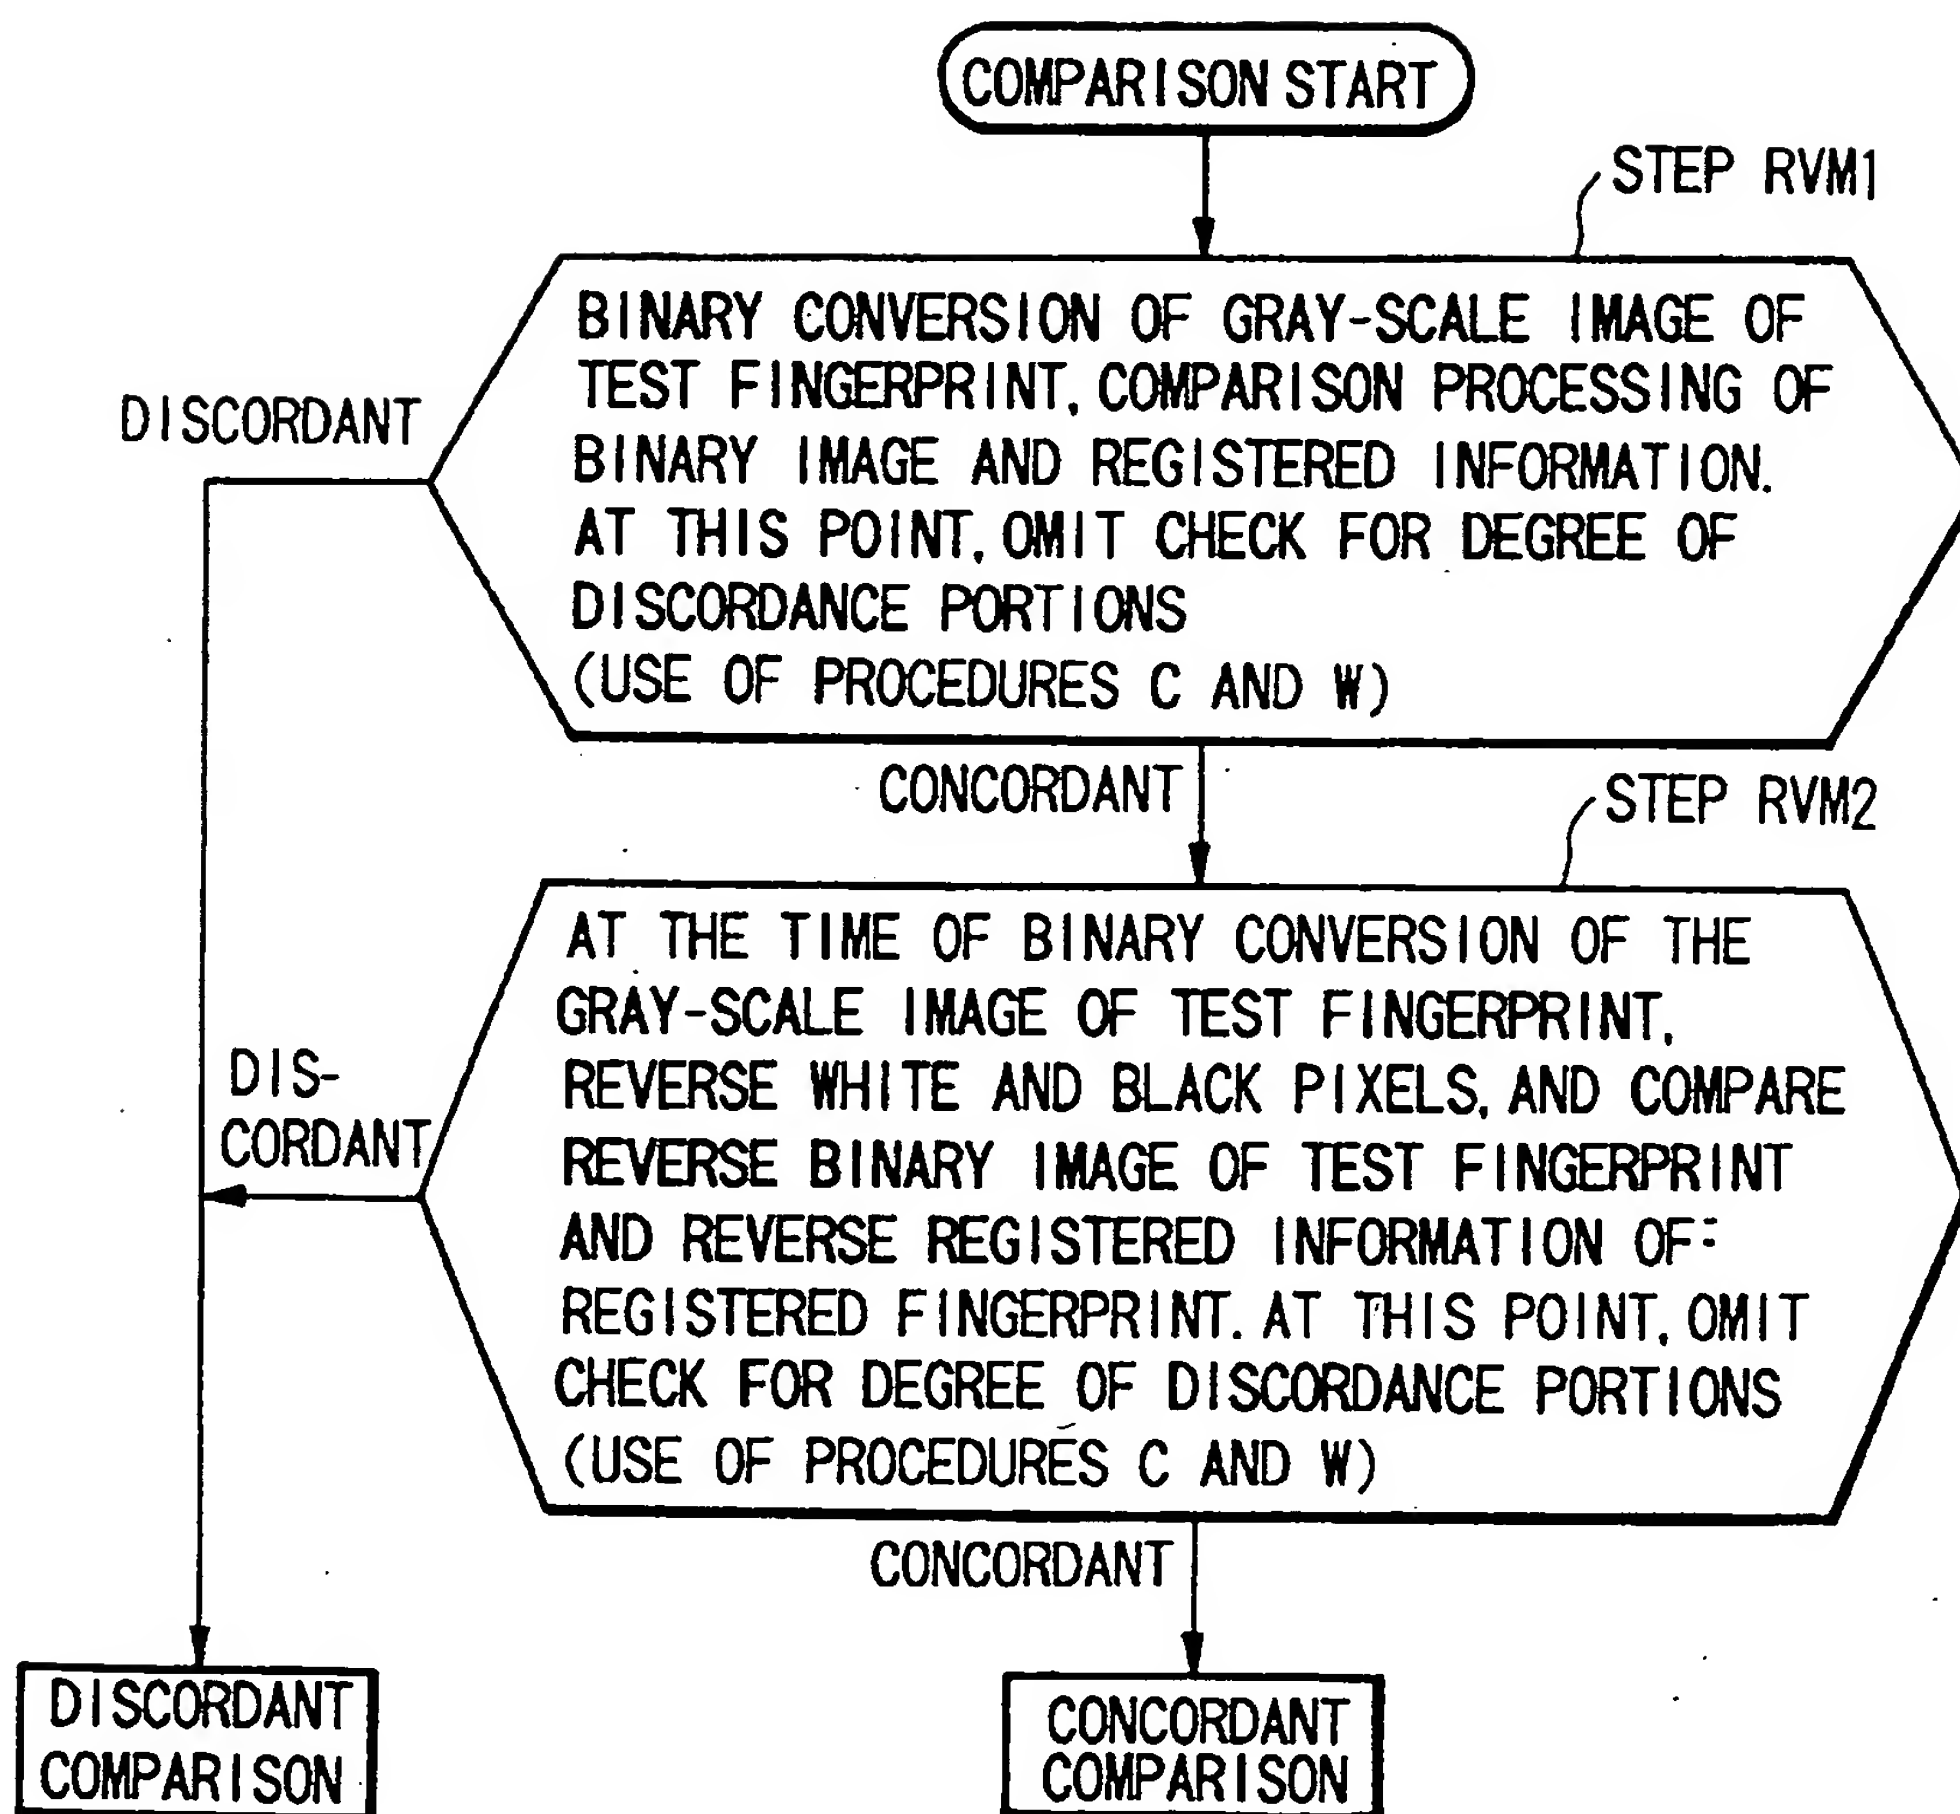 COMPARISON START
STEP RVM1
BINARY CONVERSION OF GRAY-SCALE IMAGE OF
TEST FINGERPRINT, COMPARISON PROCESSING OF
BINARY IMAGE AND REGISTERED INFORMATION.
AT THIS POINT, OMIT CHECK FOR DEGREE OF
DISCORDANCE PORTIONS
(USE OF PROCEDURES C AND W)
DISCORDANT
CONCORDANT
STEP RVM2
AT THE TIME OF BINARY CONVERSION OF THE
GRAY-SCALE IMAGE OF TEST FINGERPRINT,
REVERSE WHITE AND BLACK PIXELS, AND COMPARE
REVERSE BINARY IMAGE OF TEST FINGERPRINT
AND REVERSE REGISTERED INFORMATION OF
REGISTERED FINGERPRINT. AT THIS POINT, OMIT
CHECK FOR DEGREE OF DISCORDANCE PORTIONS
(USE OF PROCEDURES C AND W)
DIS-
CORDANT
CONCORDANT
DISCORDANT
COMPARISON
CONCORDANT
COMPARISON